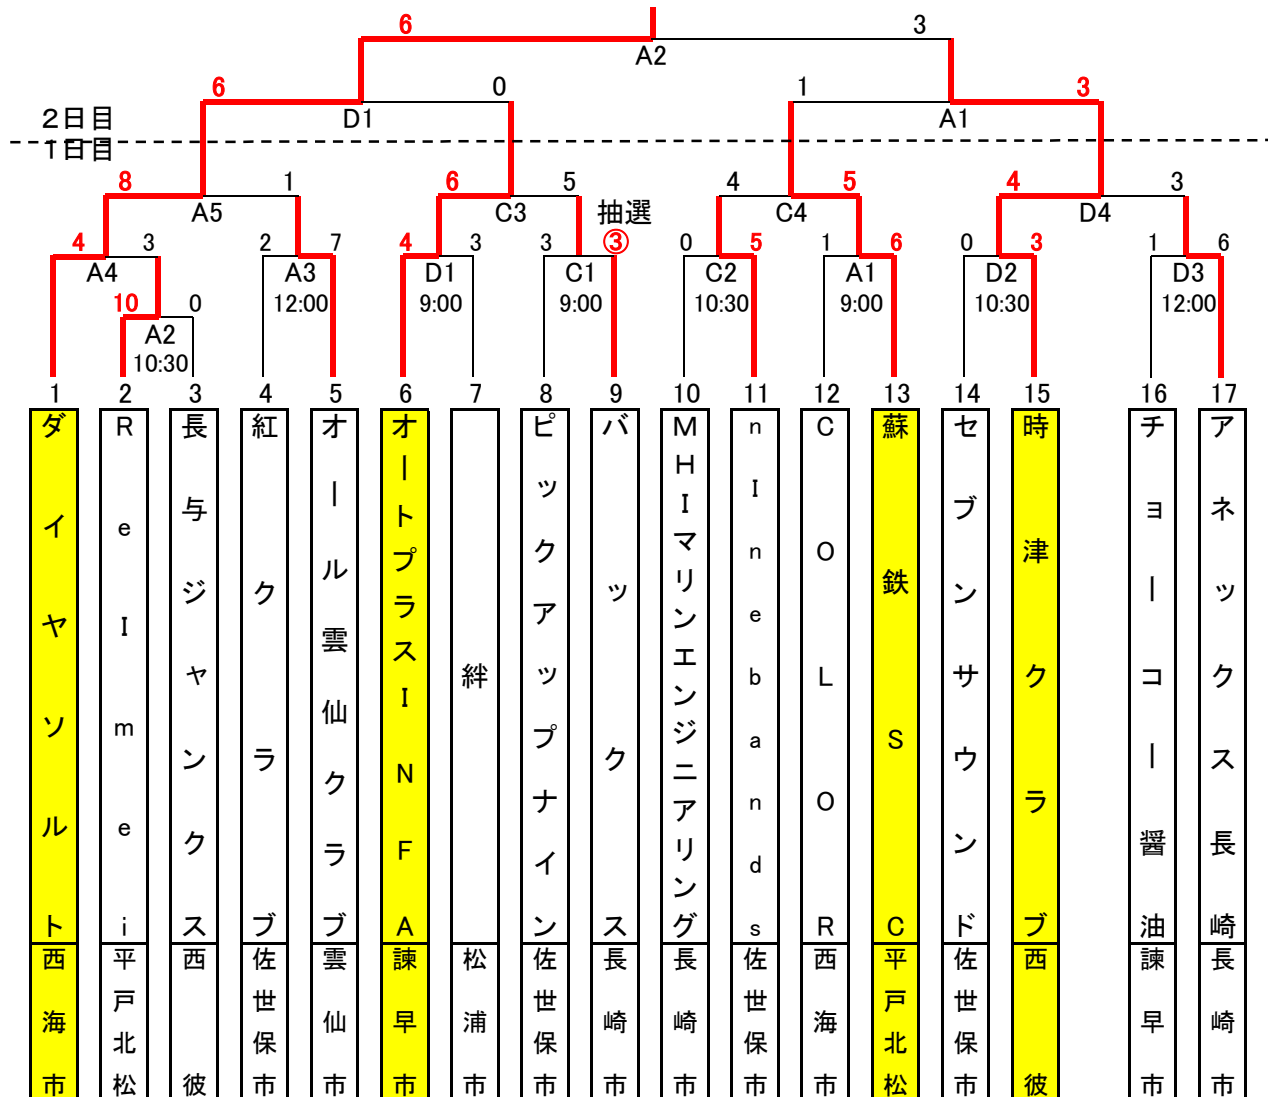 6 3
A2
6 0 1 3
D1 A1
2日目
1日目
8 1 6 5 4 5 4 3
A5 C3 抽選 C4 D4
4 3 2 7 4 3 3 ③ 0 5 1 6 0 3 1 6
A4 A3 D1 C1 C2 A1 D2 D3
12:00 9:00 9:00 10:30 9:00 10:30 12:00
10 0
A2
10:30
1 2 3 4 5 6 7 8 9 10 11 12 13 14 15 16 17
ダイヤソルト
ReImei
長与ジャンクス
紅クラブ
オール雲仙クラブ
オートプラスINFA
絆
ピックアップナイン
バックス
MHIマリンエンジニアリング
nInnebands
COLOR
蘇鉄SC
セブンサウンド
時津クラブ
チョーコー醤油
アネックス長崎
西海市
平戸北松
西彼
佐世保市
雲仙市
諫早市
松浦市
佐世保市
長崎市
長崎市
佐世保市
西海市
平戸北松
佐世保市
西彼
諫早市
長崎市